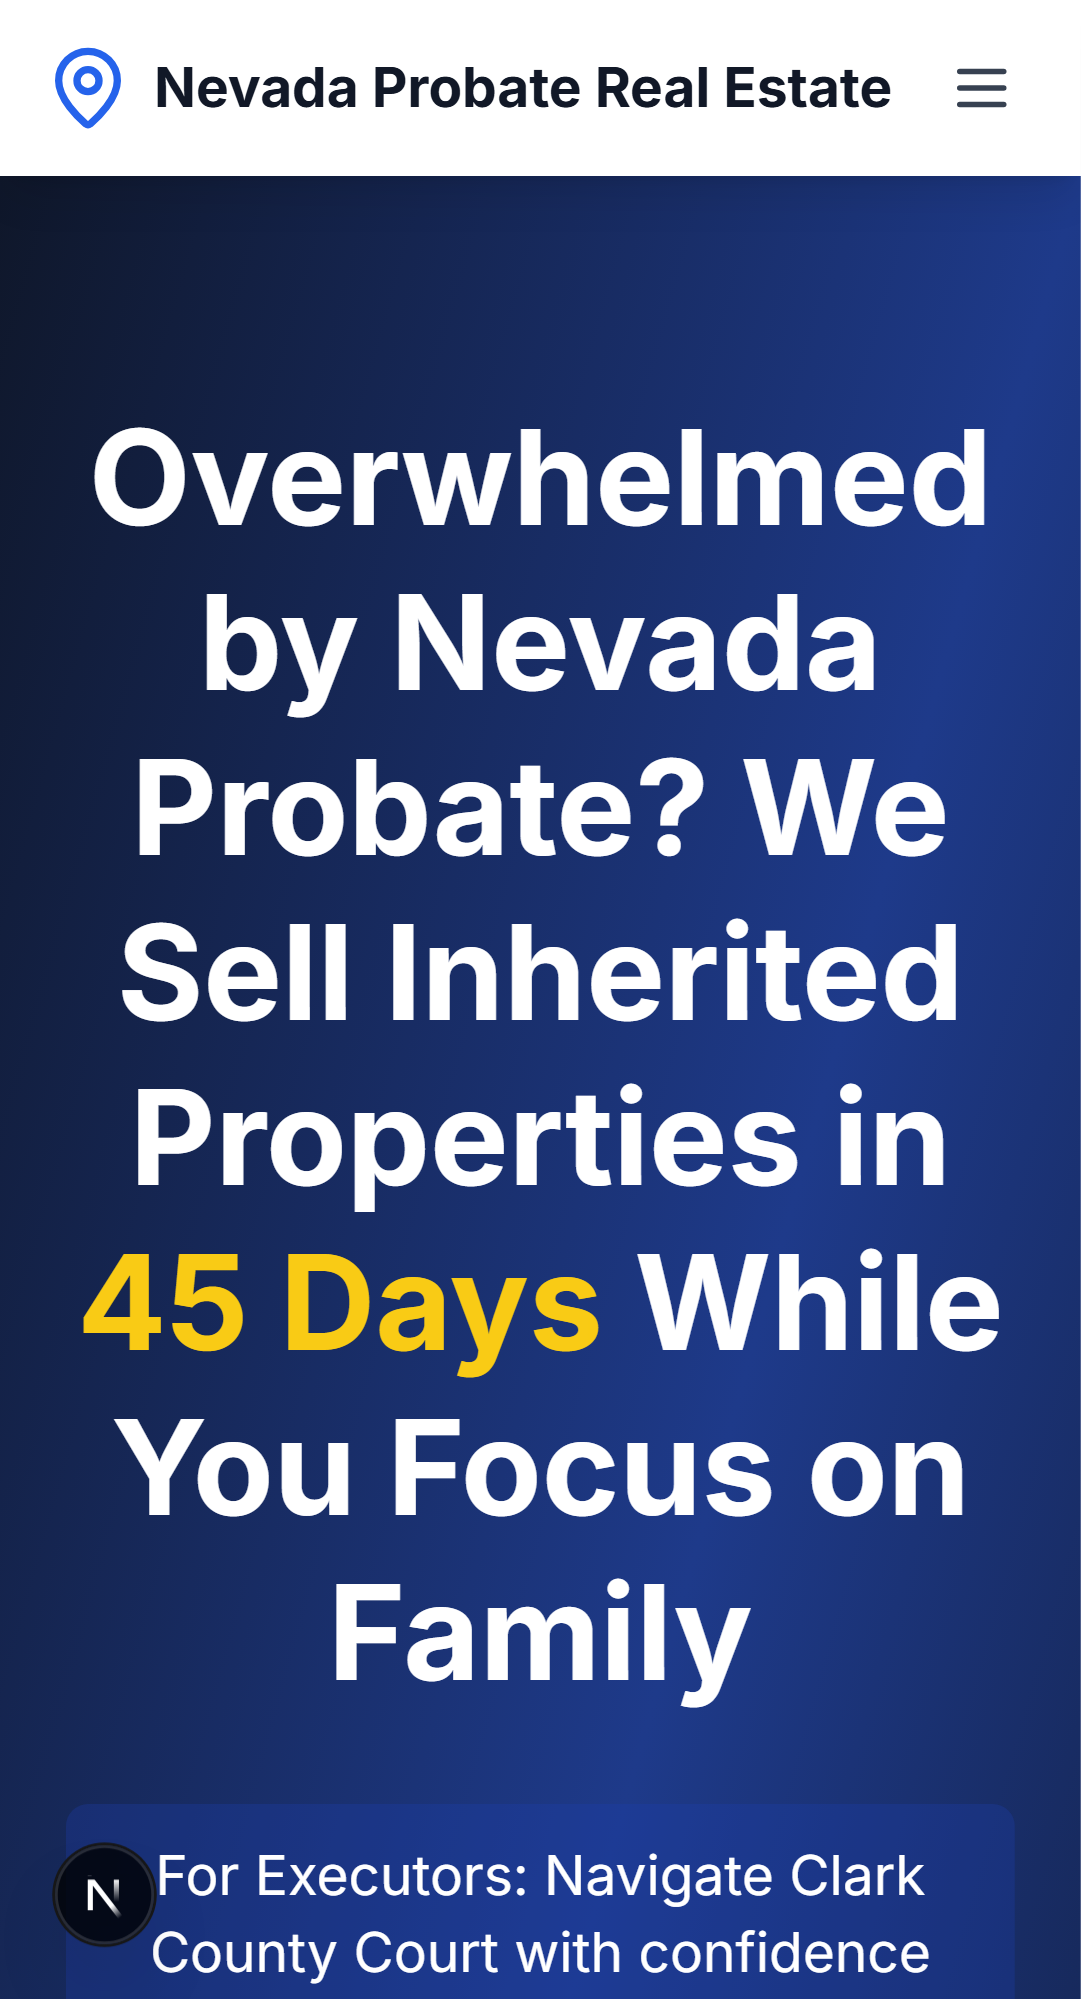 Nevada Probate Real Estate
Overwhelmed
by Nevada
Probate? We
Sell Inherited
Properties in
45 Days While
You Focus on
Family
For Executors: Navigate Clark
N
County Court with confidence